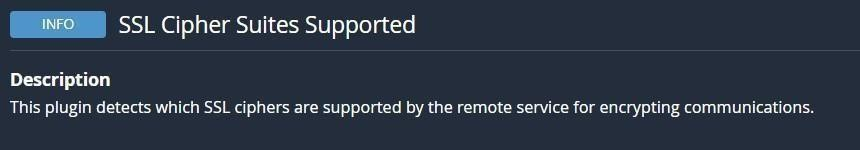 INFO SSL Cipher Suites Supported
Description
This plugin detects which SSL ciphers are supported by the remote service for encrypting communications.